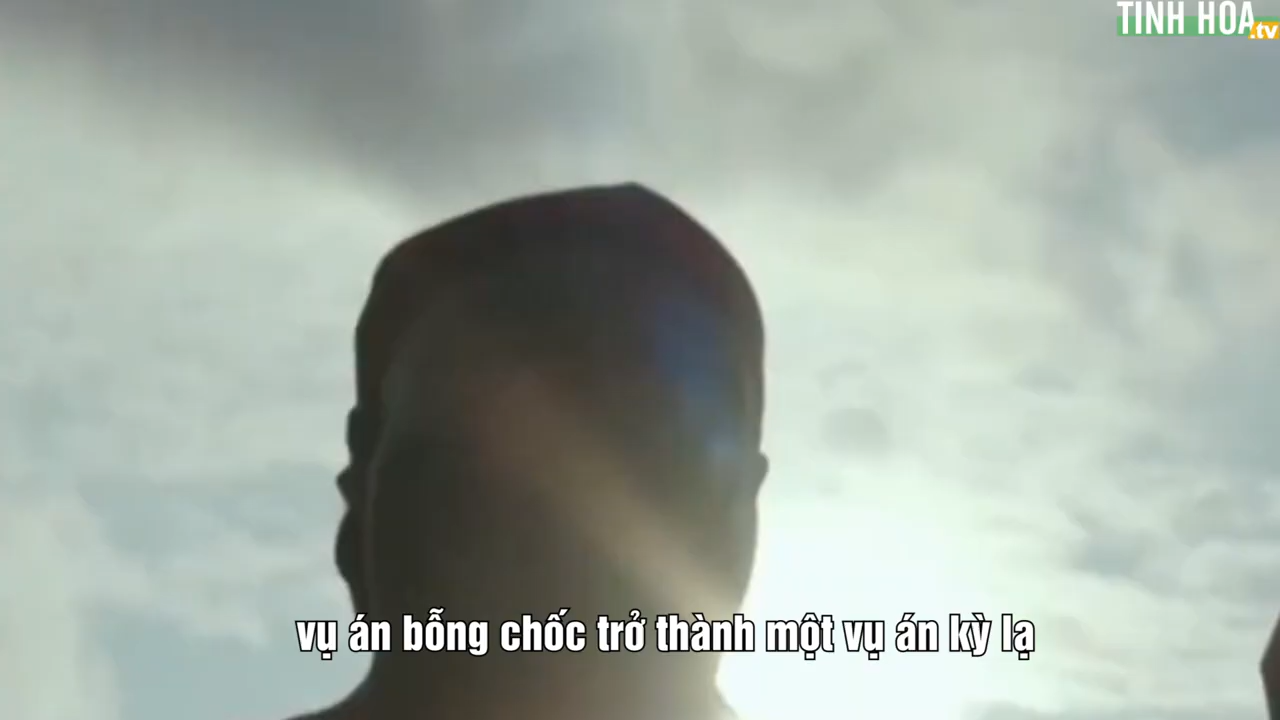 TINH HOA
.tv
vụ án bỗng chốc trở thành một vụ án kỳ lạ